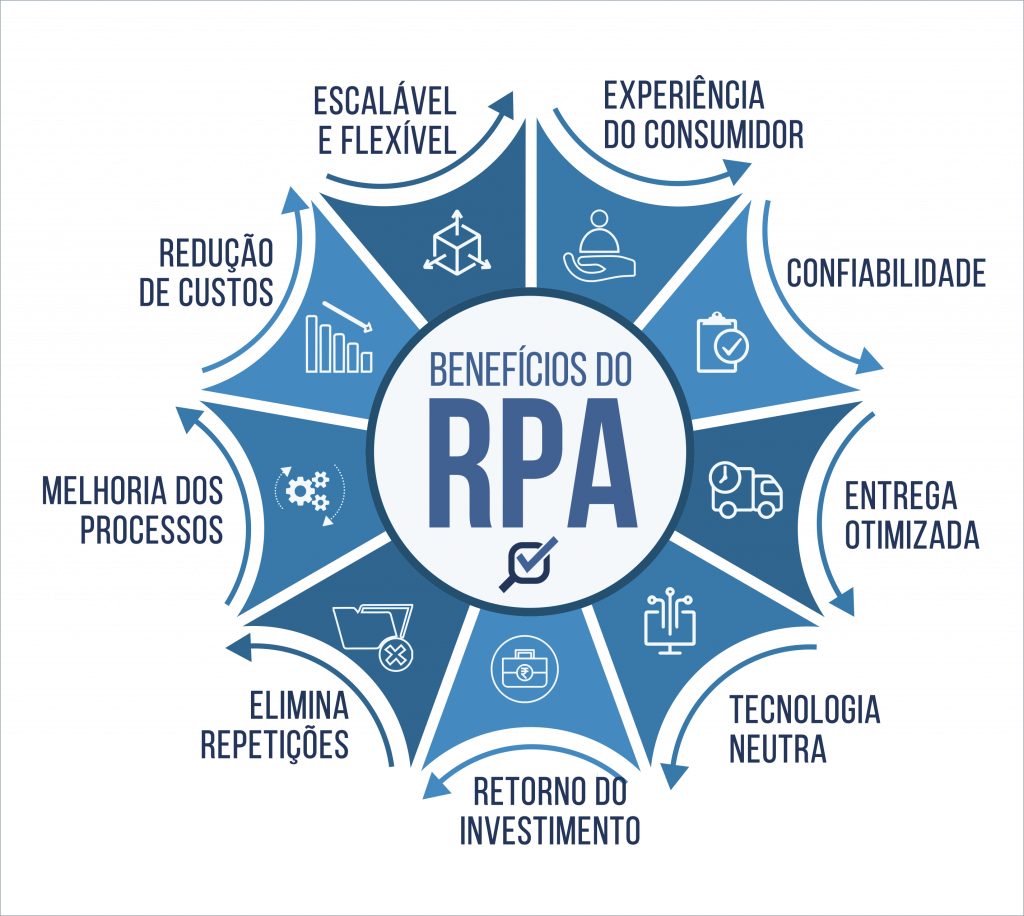 BENEFÍCIOS DO
RPA
EXPERIÊNCIA
DO CONSUMIDOR
CONFIABILIDADE
ENTREGA
OTIMIZADA
TECNOLOGIA
NEUTRA
RETORNO DO
INVESTIMENTO
ELIMINA
REPETIÇÕES
MELHORIA DOS
PROCESSOS
REDUÇÃO
DE CUSTOS
ESCALÁVEL
E FLEXÍVEL
₹